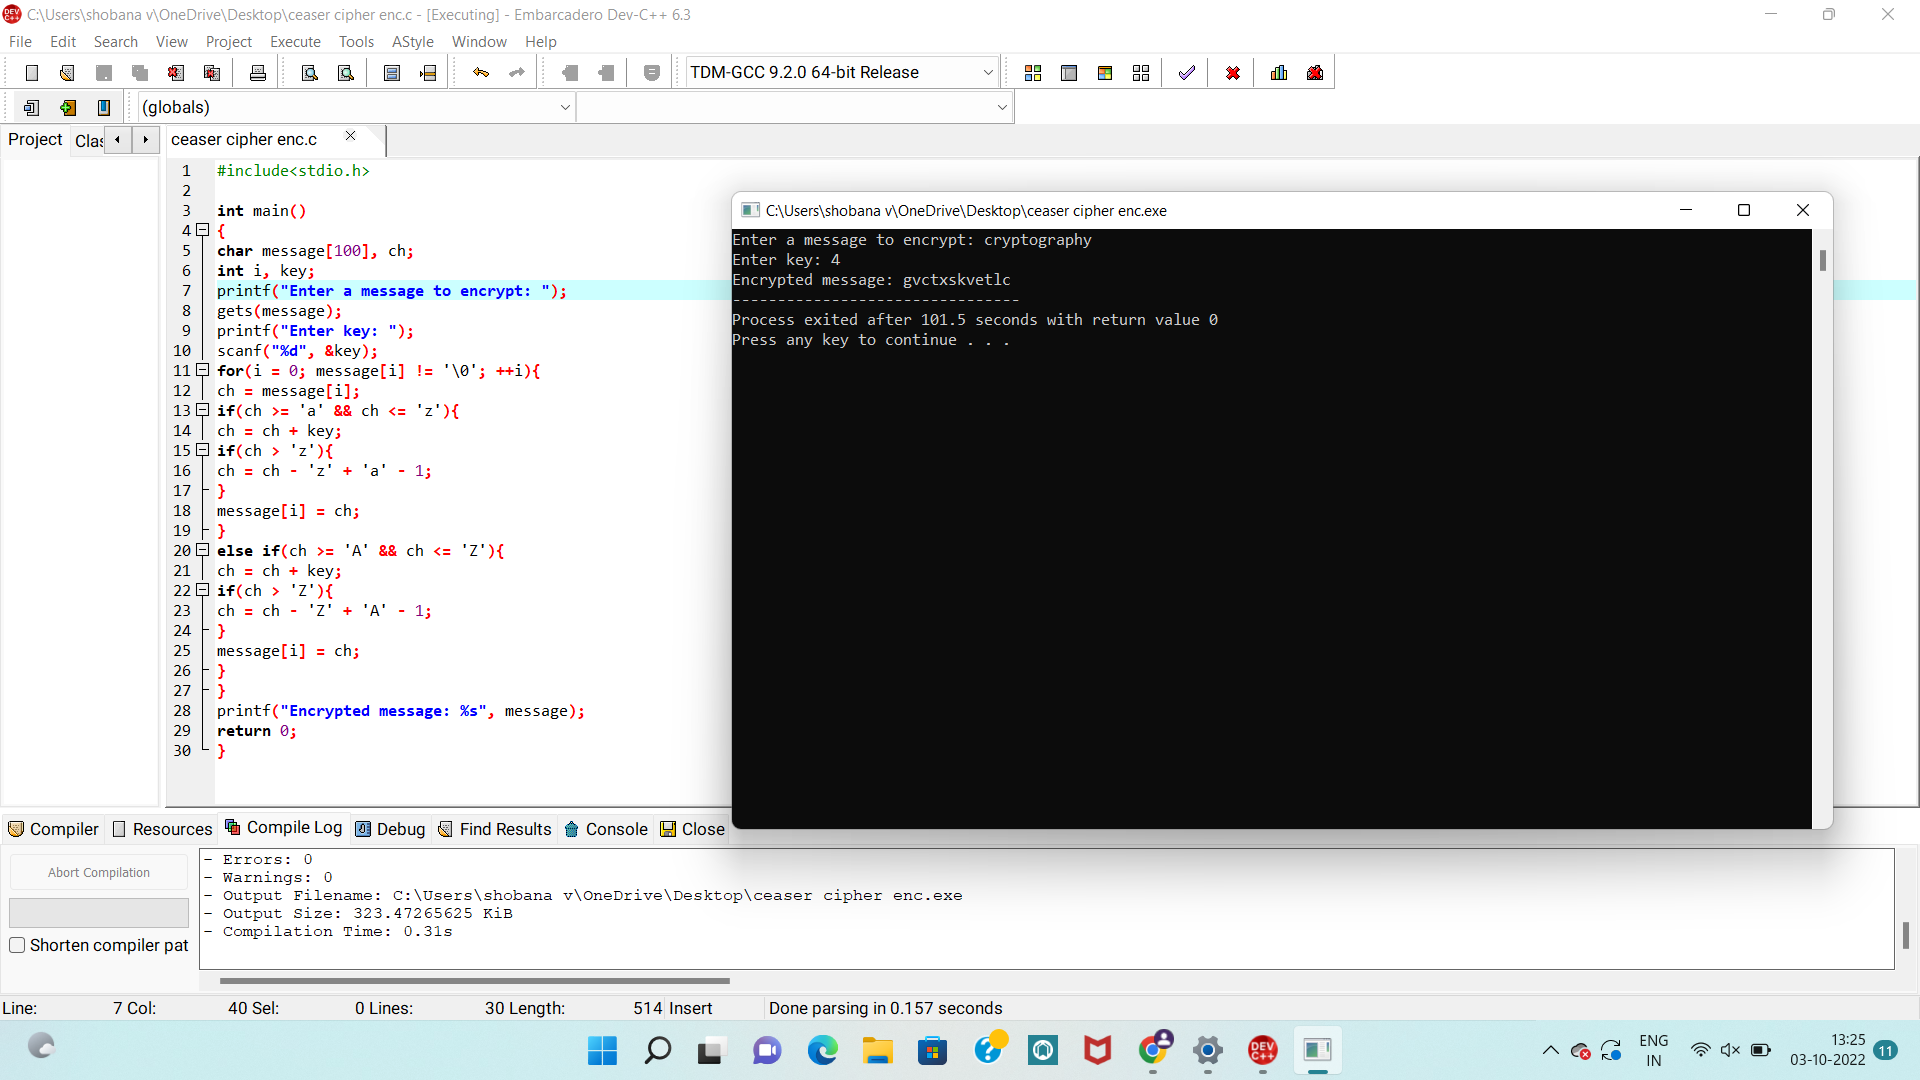 C:\Users\shobana v\OneDrive\Desktop\ceaser cipher enc.c - [Executing] - Embarcadero Dev-C++ 6.3
File Edit Search View Project Execute Tools AStyle Window Help
TDM-GCC 9.2.0 64-bit Release
(globals)
Project Clas ceaser cipher enc.c
1 #include<stdio.h>
2
3 int main()
4 {
5 char message[100], ch;
6 int i, key;
7 printf("Enter a message to encrypt: ");
8 gets(message);
9 printf("Enter key: ");
10 scanf("%d", &key);
11 for(i = 0; message[i] != '\0'; ++i){
12 ch = message[i];
13 if(ch >= 'a' && ch <= 'z'){
14 ch = ch + key;
15 if(ch > 'z'){
16 ch = ch - 'z' + 'a' - 1;
17 }
18 message[i] = ch;
19 }
20 else if(ch >= 'A' && ch <= 'Z'){
21 ch = ch + key;
22 if(ch > 'Z'){
23 ch = ch - 'Z' + 'A' - 1;
24 }
25 message[i] = ch;
26 }
27 }
28 printf("Encrypted message: %s", message);
29 return 0;
30 }
C:\Users\shobana v\OneDrive\Desktop\ceaser cipher enc.exe
Enter a message to encrypt: cryptography
Enter key: 4
Encrypted message: gvctxskvetlc
--------------------------------
Process exited after 101.5 seconds with return value 0
Press any key to continue . . .
Compiler Resources Compile Log Debug Find Results Console Close
Abort Compilation
Shorten compiler pat
- Errors: 0
- Warnings: 0
- Output Filename: C:\Users\shobana v\OneDrive\Desktop\ceaser cipher enc.exe
- Output Size: 323.47265625 KiB
- Compilation Time: 0.31s
Line: 7 Col: 40 Sel: 0 Lines: 30 Length: 514 Insert Done parsing in 0.157 seconds
DEV C++
ENG
IN
13:25
03-10-2022
11